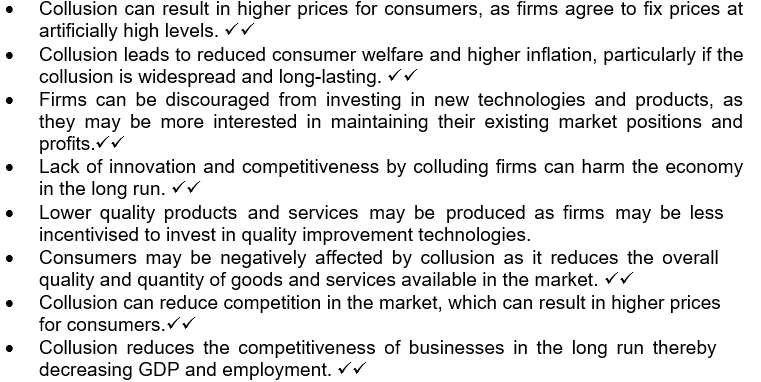 • Collusion can result in higher prices for consumers, as firms agree to fix prices at
artificially high levels. ✓✓
• Collusion leads to reduced consumer welfare and higher inflation, particularly if the
collusion is widespread and long-lasting. ✓✓
• Firms can be discouraged from investing in new technologies and products, as
they may be more interested in maintaining their existing market positions and
profits.✓✓
• Lack of innovation and competitiveness by colluding firms can harm the economy
in the long run. ✓✓
• Lower quality products and services may be produced as firms may be less
incentivised to invest in quality improvement technologies.
• Consumers may be negatively affected by collusion as it reduces the overall
quality and quantity of goods and services available in the market. ✓✓
• Collusion can reduce competition in the market, which can result in higher prices
for consumers.✓✓
• Collusion reduces the competitiveness of businesses in the long run thereby
decreasing GDP and employment. ✓✓